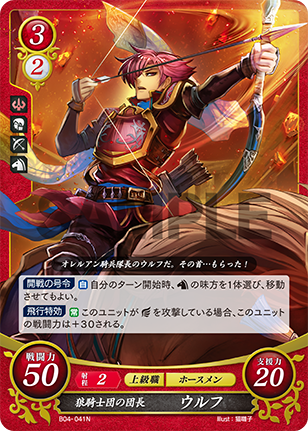 3
2
SAMPLE
オレルアン騎兵隊長のウルフだ。その首…もらった！
開戦の号令 自 自分のターン開始時、の味方を1体選び、移動させてもよい。
飛行特効 常 このユニットがを攻撃している場合、このユニットの戦闘力は＋30される。
戦闘力
50
射程 2 上級職 ホースメン
支援力
20
狼騎士団の団長 ウルフ
B04-041N
Illust：猫囃子